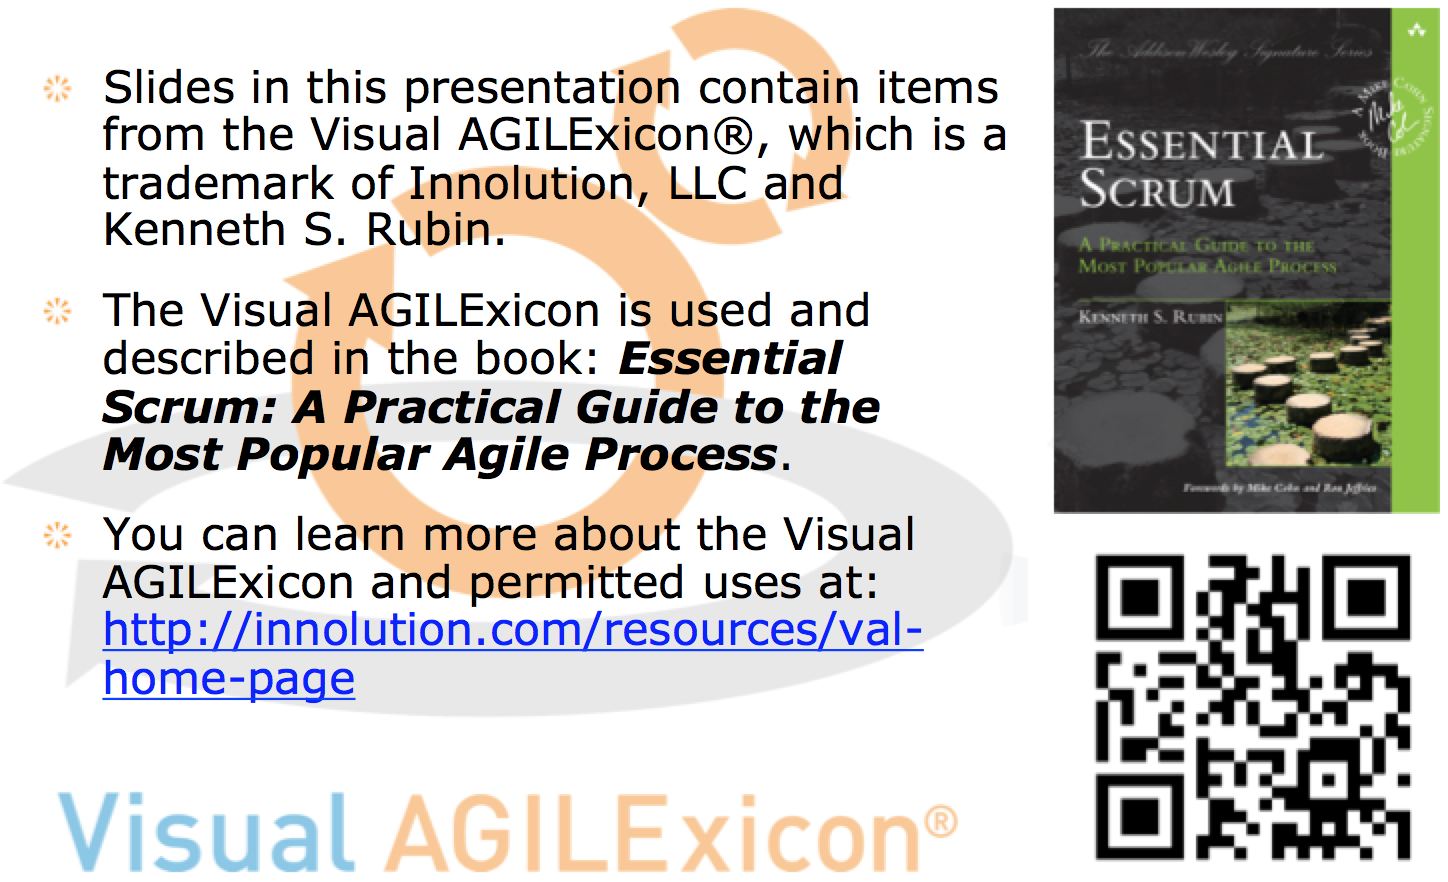 Slides in this presentation contain items
from the Visual AGILExicon®, which is a
trademark of Innolution, LLC and
Kenneth S. Rubin.
The Visual AGILExicon is used and
described in the book: Essential
Scrum: A Practical Guide to the
Most Popular Agile Process.
You can learn more about the Visual
AGILExicon and permitted uses at:
http://innolution.com/resources/val-
home-page
Visual AGILExicon®
The Addison Wesley Signature Series
A MIKE COHN SIGNATURE BOOK
Mike Cohn
ESSENTIAL
SCRUM
A PRACTICAL GUIDE TO THE
MOST POPULAR AGILE PROCESS
KENNETH S. RUBIN
Forewords by Mike Cohn and Ron Jeffries